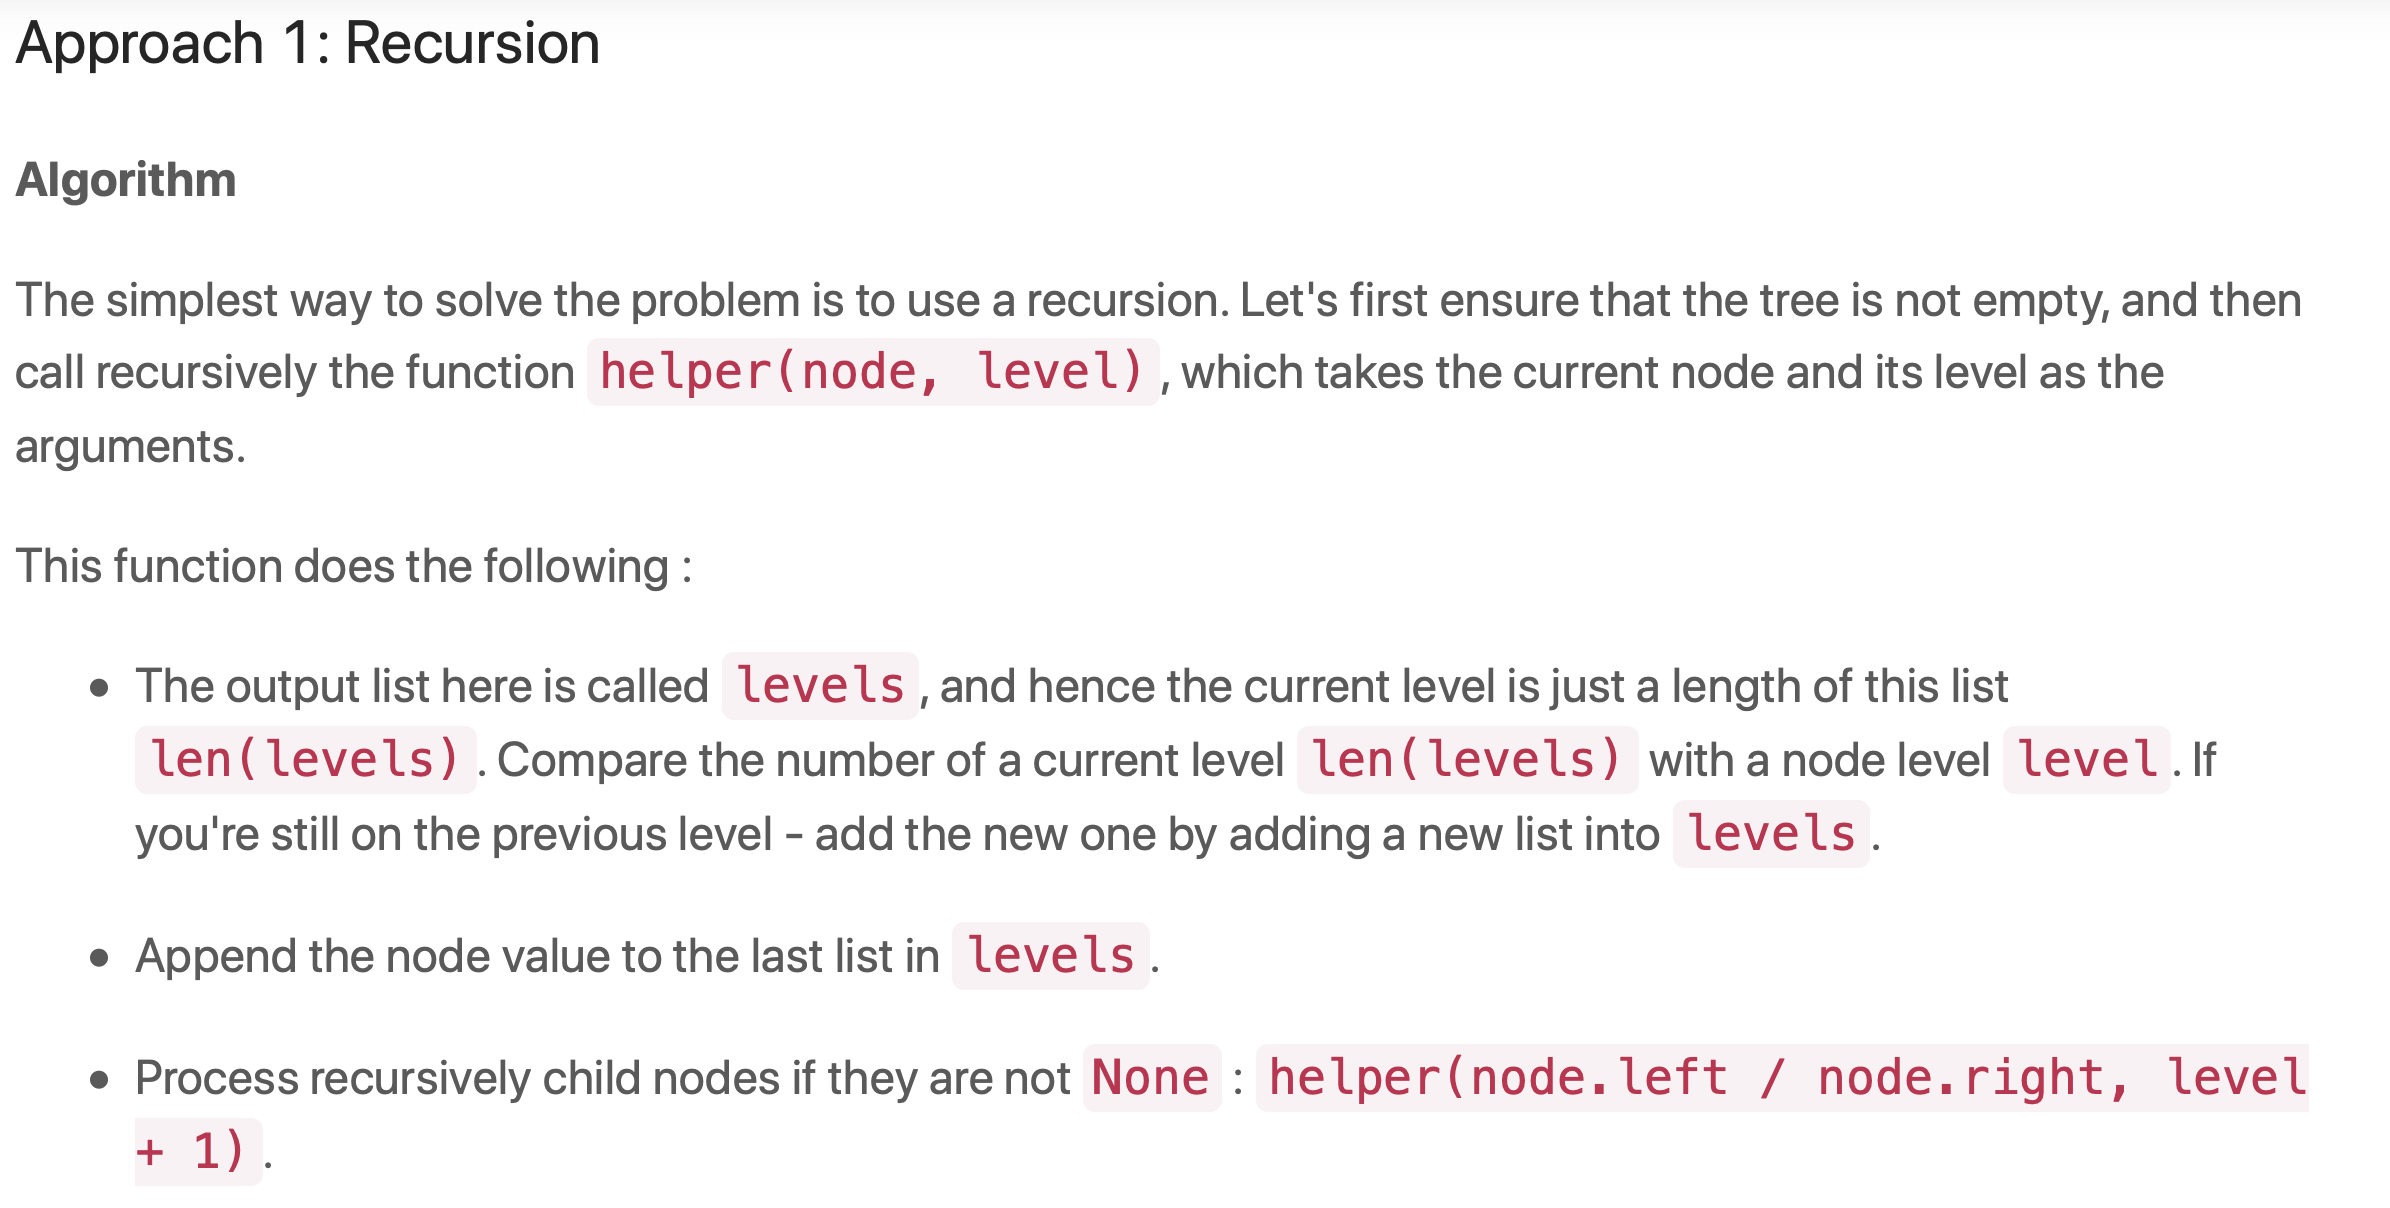 Approach 1: Recursion
Algorithm
The simplest way to solve the problem is to use a recursion. Let's first ensure that the tree is not empty, and then
call recursively the function helper(node, level), which takes the current node and its level as the
arguments.
This function does the following :
• The output list here is called levels, and hence the current level is just a length of this list
len(levels). Compare the number of a current level len(levels) with a node level level. If
you're still on the previous level - add the new one by adding a new list into levels.
• Append the node value to the last list in levels.
• Process recursively child nodes if they are not None : helper(node.left / node.right, level
+ 1).